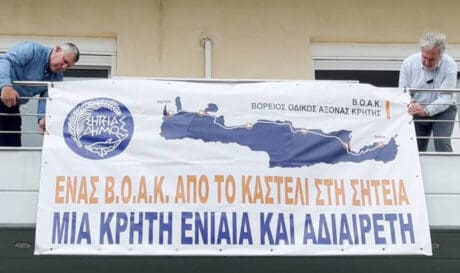 Β.Ο.Α.Κ.
ΒΟΡΕΙΟΣ ΟΔΙΚΟΣ ΑΞΟΝΑΣ ΚΡΗΤΗΣ
ΣΗΤΕΙΑΣ
ΔΗΜΟΣ
ΕΝΑΣ Β.Ο.Α.Κ. ΑΠΟ ΤΟ ΚΑΣΤΕΛΙ ΣΤΗ ΣΗΤΕΙΑ
ΜΙΑ ΚΡΗΤΗ ΕΝΙΑΙΑ ΚΑΙ ΑΔΙΑΙΡΕΤΗ